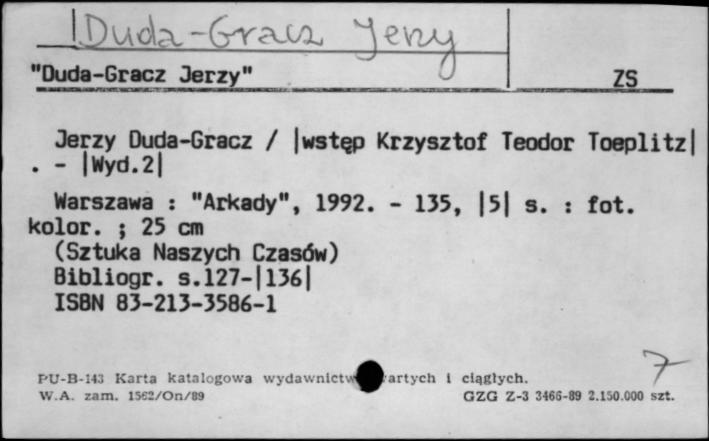 |Duda-Gracz Jerzy
"Duda-Gracz Jerzy" ZS
Jerzy Duda-Gracz / |wstęp Krzysztof Teodor Toeplitz|
. - |Wyd.2|
Warszawa : "Arkady", 1992. - 135, |5| s. : fot.
kolor. ; 25 cm
(Sztuka Naszych Czasów)
Bibliogr. s.127-|136|
ISBN 83-213-3586-1
7
PU-B-143 Karta katalogowa i ciągłych.
W.A. zam. 1562/On/89 GZG Z-3 3466-89 2.150.000 szt.